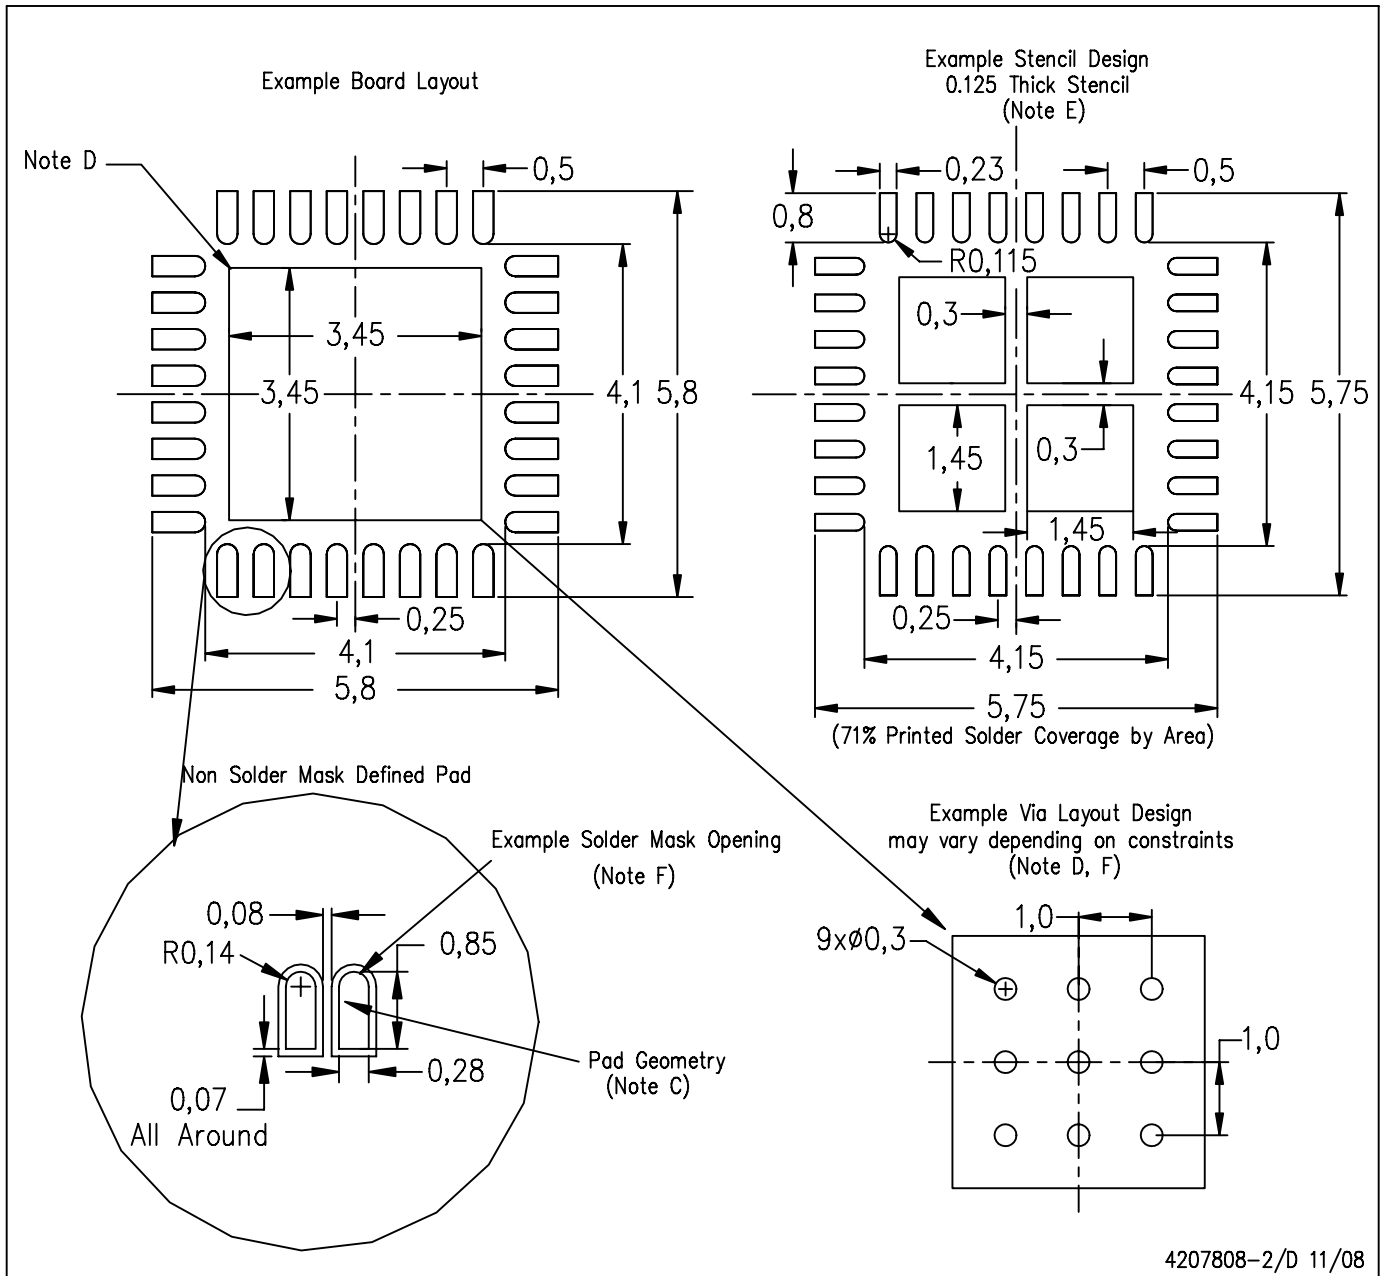 Example Board Layout
Example Stencil Design
0.125 Thick Stencil
(Note E)
Note D
0,5
0,23
0,5
0,8
R0,115
3,45
0,3
3,45
4,1
5,8
4,15
5,75
1,45
0,3
1,45
0,25
0,25
4,1
4,15
5,8
5,75
(71% Printed Solder Coverage by Area)
Non Solder Mask Defined Pad
Example Solder Mask Opening
(Note F)
Example Via Layout Design
may vary depending on constraints
(Note D, F)
0,08
0,85
R0,14
1,0
9xø0,3
1,0
Pad Geometry
(Note C)
0,28
0,07
All Around
4207808-2/D 11/08